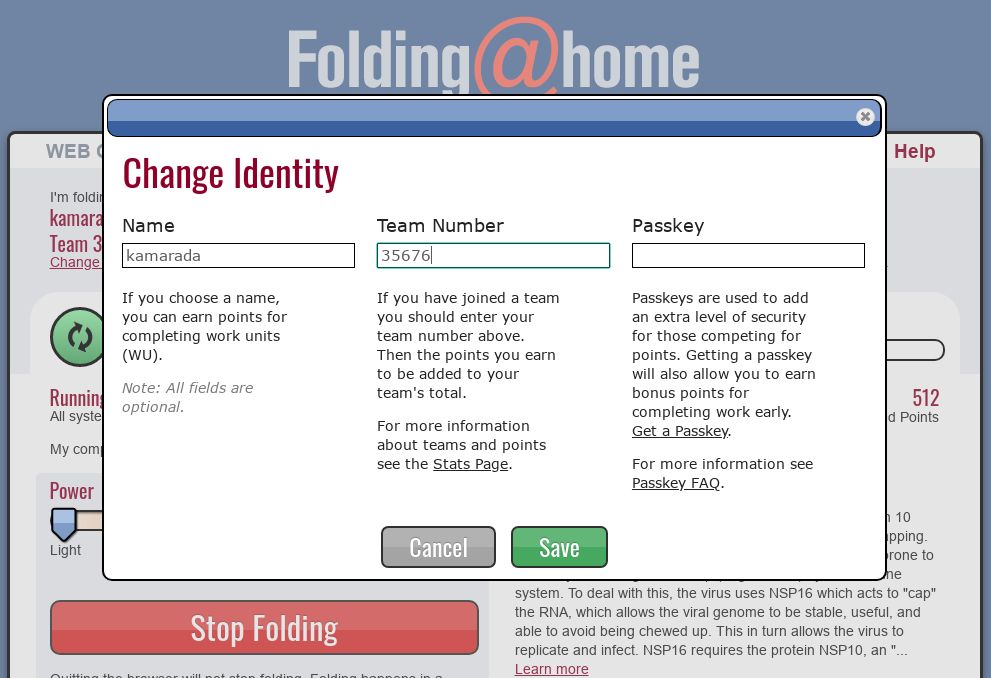 Folding@home
WEB
Help
I'm
kamara
Team 3
Change
Change Identity
Name
Team Number
Passkey
kamarada
35676
If you choose a name,
you can earn points for
completing work units
(WU).
Note: All fields are
optional.
If you have joined a team
you should enter your
team number above.
Then the points you earn
to be added to your
team's total.
For more information
about teams and points
see the Stats Page.
Passkeys are used to add
an extra level of security
for those competing for
points. Getting a passkey
will also allow you to earn
bonus points for
completing work early.
Get a Passkey.
For more information see
Passkey FAQ.
Cancel
Save
Running
All
My
512
Points
Power
Light
Stop Folding
10
prone to
system. To deal with this, the virus uses NSP16 which acts to "cap"
the RNA, which allows the viral genome to be stable, useful, and
able to avoid being chewed up. This in turn allows the virus to
replicate and infect. NSP16 requires the protein NSP10, an "...
Learn more
Quitting the browser will not stop folding. Folding happens in a